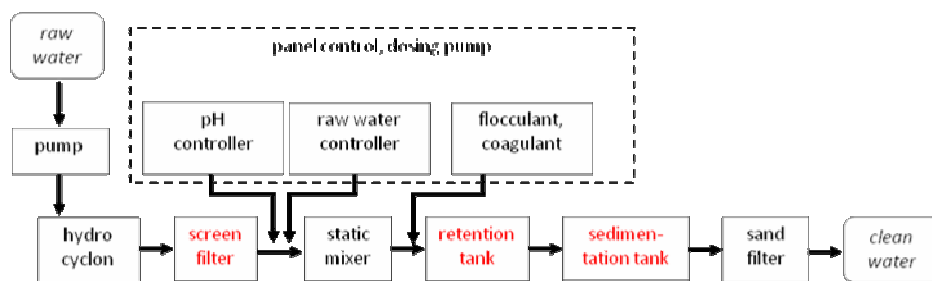 raw
water
panel control, dosing pump
pH
controller
raw water
controller
flocculant,
coagulant
pump
hydro
cyclon
screen
filter
static
mixer
retention
tank
sedimen-
tation tank
sand
filter
clean
water